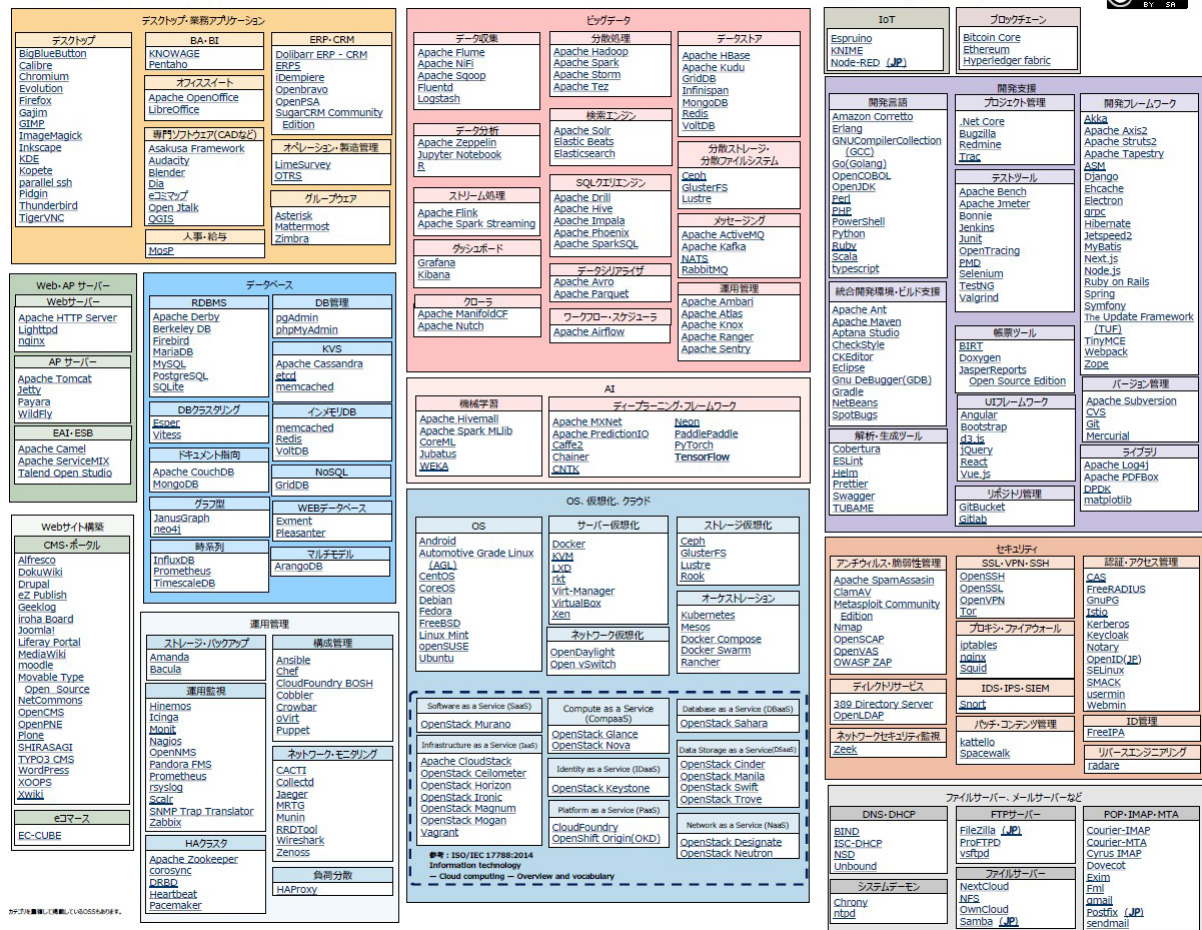 BY SA
デスクトップ・業務アプリケーション
デスクトップ
BigBlueButton
Calibre
Chromium
Evolution
Firefox
Gajim
GIMP
ImageMagick
Inkscape
KDE
Kopete
parallel ssh
Pidgin
Thunderbird
TigerVNC
BA・BI
KNOWAGE
Pentaho
オフィススイート
Apache OpenOffice
LibreOffice
専門ソフトウェア(CADなど)
Asakusa Framework
Audacity
Blender
Dia
eコミマップ
Open Jtalk
QGIS
人事・給与
MosP
ERP・CRM
Dolibarr ERP - CRM
ERP5
iDempiere
Openbravo
OpenPSA
SugarCRM Community
Edition
オペレーション・製造管理
LimeSurvey
OTRS
グループウェア
Asterisk
Mattermost
Zimbra
Web・AP サーバー
Webサーバー
Apache HTTP Server
Lighttpd
nginx
AP サーバー
Apache Tomcat
Jetty
Payara
WildFly
EAI・ESB
Apache Camel
Apache ServiceMIX
Talend Open Studio
データベース
RDBMS
Apache Derby
Berkeley DB
Firebird
MariaDB
MySQL
PostgreSQL
SQLite
DBクラスタリング
Esper
Vitess
ドキュメント指向
Apache CouchDB
MongoDB
グラフ型
JanusGraph
neo4j
時系列
InfluxDB
Prometheus
TimescaleDB
DB管理
pgAdmin
phpMyAdmin
KVS
Apache Cassandra
etcd
memcached
インメモリDB
memcached
Redis
VoltDB
NoSQL
GridDB
WEBデータベース
Exment
Pleasanter
マルチモデル
ArangoDB
Webサイト構築
CMS・ポータル
Alfresco
DokuWiki
Drupal
eZ Publish
Geeklog
iroha Board
Joomla!
Liferay Portal
MediaWiki
moodle
Movable Type
Open Source
NetCommons
OpenCMS
OpenPNE
Plone
SHIRASAGI
TYPO3 CMS
WordPress
XOOPS
Xwiki
eコマース
EC-CUBE
カテゴリを重複して掲載しているOSSもあります。
運用管理
ストレージ・バックアップ
Amanda
Bacula
運用監視
Hinemos
Icinga
Monit
Nagios
OpenNMS
Pandora FMS
Prometheus
rsyslog
Scalr
SNMP Trap Translator
Zabbix
HAクラスタ
Apache Zookeeper
corosync
DRBD
Heartbeat
Pacemaker
構成管理
Ansible
Chef
CloudFoundry BOSH
Cobbler
Crowbar
oVirt
Puppet
ネットワーク・モニタリング
CACTI
Collectd
Jaeger
MRTG
Munin
RRDTool
Wireshark
Zenoss
負荷分散
HAProxy
ビッグデータ
データ収集
Apache Flume
Apache NiFi
Apache Sqoop
Fluentd
Logstash
データ分析
Apache Zeppelin
Jupyter Notebook
R
ストリーム処理
Apache Flink
Apache Spark Streaming
ダッシュボード
Grafana
Kibana
クローラ
Apache ManifoldCF
Apache Nutch
分散処理
Apache Hadoop
Apache Spark
Apache Storm
Apache Tez
検索エンジン
Apache Solr
Elastic Beats
Elasticsearch
SQLクエリエンジン
Apache Drill
Apache Hive
Apache Impala
Apache Phoenix
Apache SparkSQL
データシリアライザ
Apache Avro
Apache Parquet
ワークフロー・スケジューラ
Apache Airflow
データストア
Apache HBase
Apache Kudu
GridDB
Infinispan
MongoDB
Redis
VoltDB
分散ストレージ・
分散ファイルシステム
Ceph
GlusterFS
Lustre
メッセージング
Apache ActiveMQ
Apache Kafka
NATS
RabbitMQ
運用管理
Apache Ambari
Apache Atlas
Apache Knox
Apache Ranger
Apache Sentry
AI
機械学習
Apache Hivemall
Apache Spark MLlib
CoreML
Jubatus
WEKA
ディープラーニング・フレームワーク
Apache MXNet
Apache PredictionIO
Caffe2
Chainer
CNTK
Neon
PaddlePaddle
PyTorch
TensorFlow
OS、仮想化、クラウド
OS
Android
Automotive Grade Linux
(AGL)
CentOS
CoreOS
Debian
Fedora
FreeBSD
Linux Mint
openSUSE
Ubuntu
サーバー仮想化
Docker
KVM
LXD
rkt
Virt-Manager
VirtualBox
Xen
ネットワーク仮想化
OpenDaylight
Open vSwitch
ストレージ仮想化
Ceph
GlusterFS
Lustre
Rook
オーケストレーション
Kubernetes
Mesos
Docker Compose
Docker Swarm
Rancher
Software as a Service (SaaS)
OpenStack Murano
Infrastructure as a Service (IaaS)
Apache CloudStack
OpenStack Ceilometer
OpenStack Horizon
OpenStack Ironic
OpenStack Magnum
OpenStack Mogan
Vagrant
Compute as a Service
(CompaaS)
OpenStack Glance
OpenStack Nova
Identity as a Service (IDaaS)
OpenStack Keystone
Platform as a Service (PaaS)
CloudFoundry
OpenShift Origin(OKD)
Database as a Service (DBaaS)
OpenStack Sahara
Data Storage as a Service(DSaaS)
OpenStack Cinder
OpenStack Manila
OpenStack Swift
OpenStack Trove
Network as a Service (NaaS)
OpenStack Designate
OpenStack Neutron
参考：ISO/IEC 17788:2014
Information technology
— Cloud computing — Overview and vocabulary
IoT
Espruino
KNIME
Node-RED (JP)
ブロックチェーン
Bitcoin Core
Ethereum
Hyperledger fabric
開発支援
開発言語
Amazon Corretto
Erlang
GNUCompilerCollection
(GCC)
Go(Golang)
OpenCOBOL
OpenJDK
Perl
PHP
PowerShell
Python
Ruby
Scala
typescript
統合開発環境・ビルド支援
Apache Ant
Apache Maven
Aptana Studio
CheckStyle
CKEditor
Eclipse
Gnu DeBugger(GDB)
Gradle
NetBeans
SpotBugs
解析・生成ツール
Cobertura
ESLint
Helm
Prettier
Swagger
TUBAME
プロジェクト管理
.Net Core
Bugzilla
Redmine
Trac
テストツール
Apache Bench
Apache Jmeter
Bonnie
Jenkins
Junit
OpenTracing
PMD
Selenium
TestNG
Valgrind
帳票ツール
BIRT
Doxygen
JasperReports
Open Source Edition
UIフレームワーク
Angular
Bootstrap
d3.js
jQuery
React
Vue.js
リポジトリ管理
GitBucket
Gitlab
開発フレームワーク
Akka
Apache Axis2
Apache Struts2
Apache Tapestry
ASM
Django
Ehcache
Electron
grpc
Hibernate
Jetspeed2
MyBatis
Next.js
Node.js
Ruby on Rails
Spring
Symfony
The Update Framework
(TUF)
TinyMCE
Webpack
Zope
バージョン管理
Apache Subversion
CVS
Git
Mercurial
ライブラリ
Apache Log4j
Apache PDFBox
DPDK
matplotlib
セキュリティ
アンチウィルス・脆弱性管理
Apache SpamAssasin
ClamAV
Metasploit Community
Edition
Nmap
OpenSCAP
OpenVAS
OWASP ZAP
ディレクトリサービス
389 Directory Server
OpenLDAP
ネットワークセキュリティ監視
Zeek
SSL・VPN・SSH
OpenSSH
OpenSSL
OpenVPN
Tor
プロキシ・ファイアウォール
iptables
nginx
Squid
IDS・IPS・SIEM
Snort
パッチ・コンテンツ管理
kattello
Spacewalk
認証・アクセス管理
CAS
FreeRADIUS
GnuPG
Istio
Kerberos
Keycloak
Notary
OpenID(JP)
SELinux
SMACK
usermin
Webmin
ID管理
FreeIPA
リバースエンジニアリング
radare
ファイルサーバー、メールサーバーなど
DNS・DHCP
BIND
ISC-DHCP
NSD
Unbound
システムデーモン
Chrony
ntpd
FTPサーバー
FileZilla (JP)
ProFTPD
vsftpd
ファイルサーバー
NextCloud
NFS
OwnCloud
Samba (JP)
POP・IMAP・MTA
Courier-IMAP
Courier-MTA
Cyrus IMAP
Dovecot
Exim
Fml
qmail
Postfix (JP)
sendmail